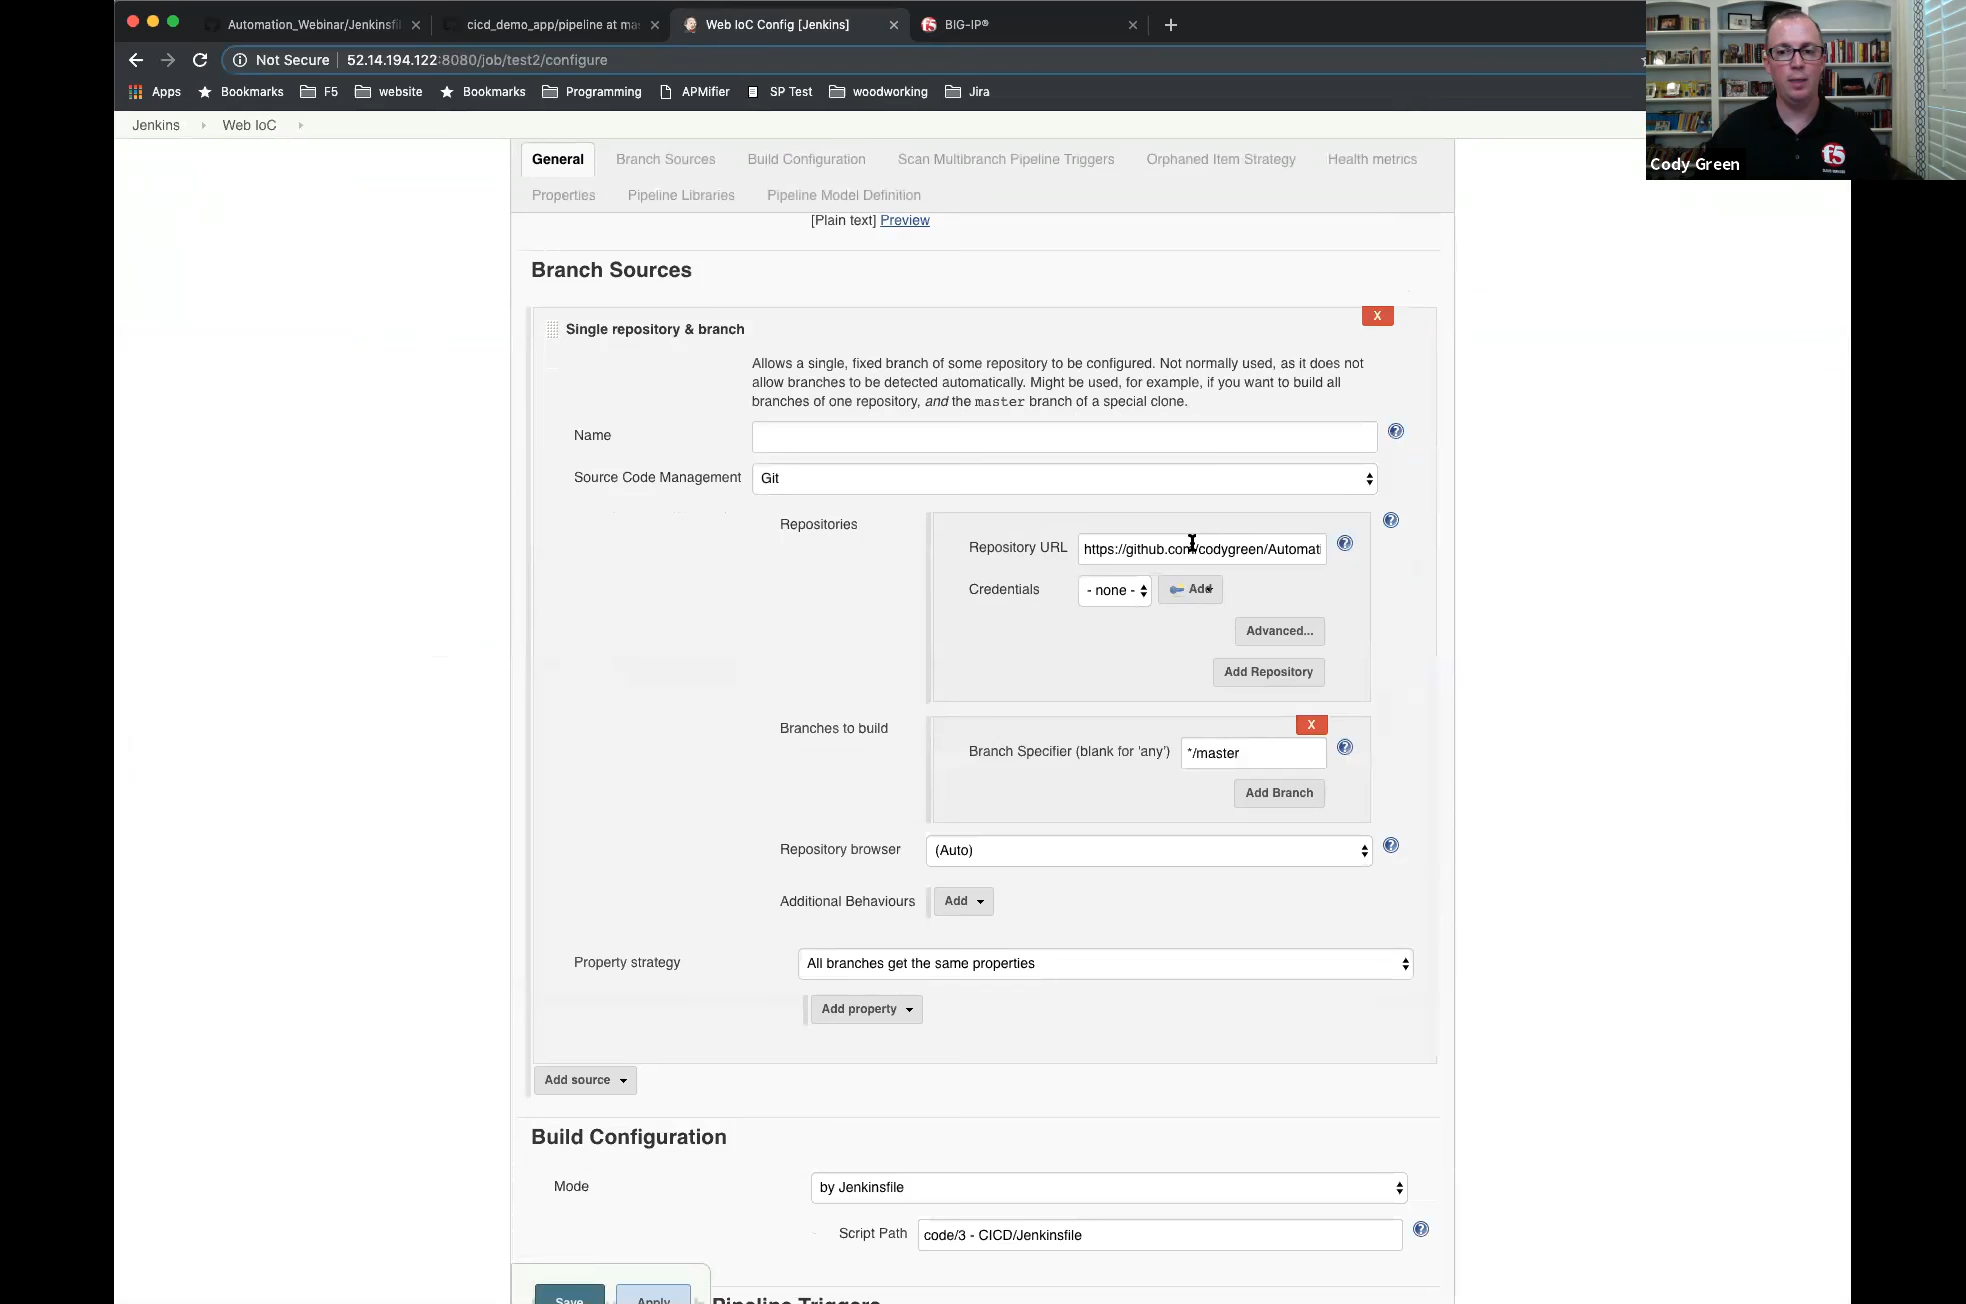 Automation_Webinar/Jenkinsfil
cicd_demo_app/pipeline at ma
Web IoC Config [Jenkins]
BIG-IP®
Not Secure
52.14.194.122:8080/job/test2/configure
Apps
Bookmarks
F5
website
Bookmarks
Programming
APMifier
SP Test
woodworking
Jira
Cody Green
f5
Jenkins
Web IoC
General
Branch Sources
Build Configuration
Scan Multibranch Pipeline Triggers
Orphaned Item Strategy
Health metrics
Properties
Pipeline Libraries
Pipeline Model Definition
[Plain text] Preview
Branch Sources
X
Single repository & branch
Allows a single, fixed branch of some repository to be configured. Not normally used, as it does not
allow branches to be detected automatically. Might be used, for example, if you want to build all
branches of one repository, and the master branch of a special clone.
Name
Source Code Management
Git
Repositories
Repository URL
https://github.com/codygreen/Automati
Credentials
- none -
Add
Advanced...
Add Repository
Branches to build
X
Branch Specifier (blank for 'any')
*/master
Add Branch
Repository browser
(Auto)
Additional Behaviours
Add
Property strategy
All branches get the same properties
Add property
Add source
Build Configuration
Mode
by Jenkinsfile
Script Path
code/3 - CICD/Jenkinsfile
Save
Apply
Pipeline Triggers